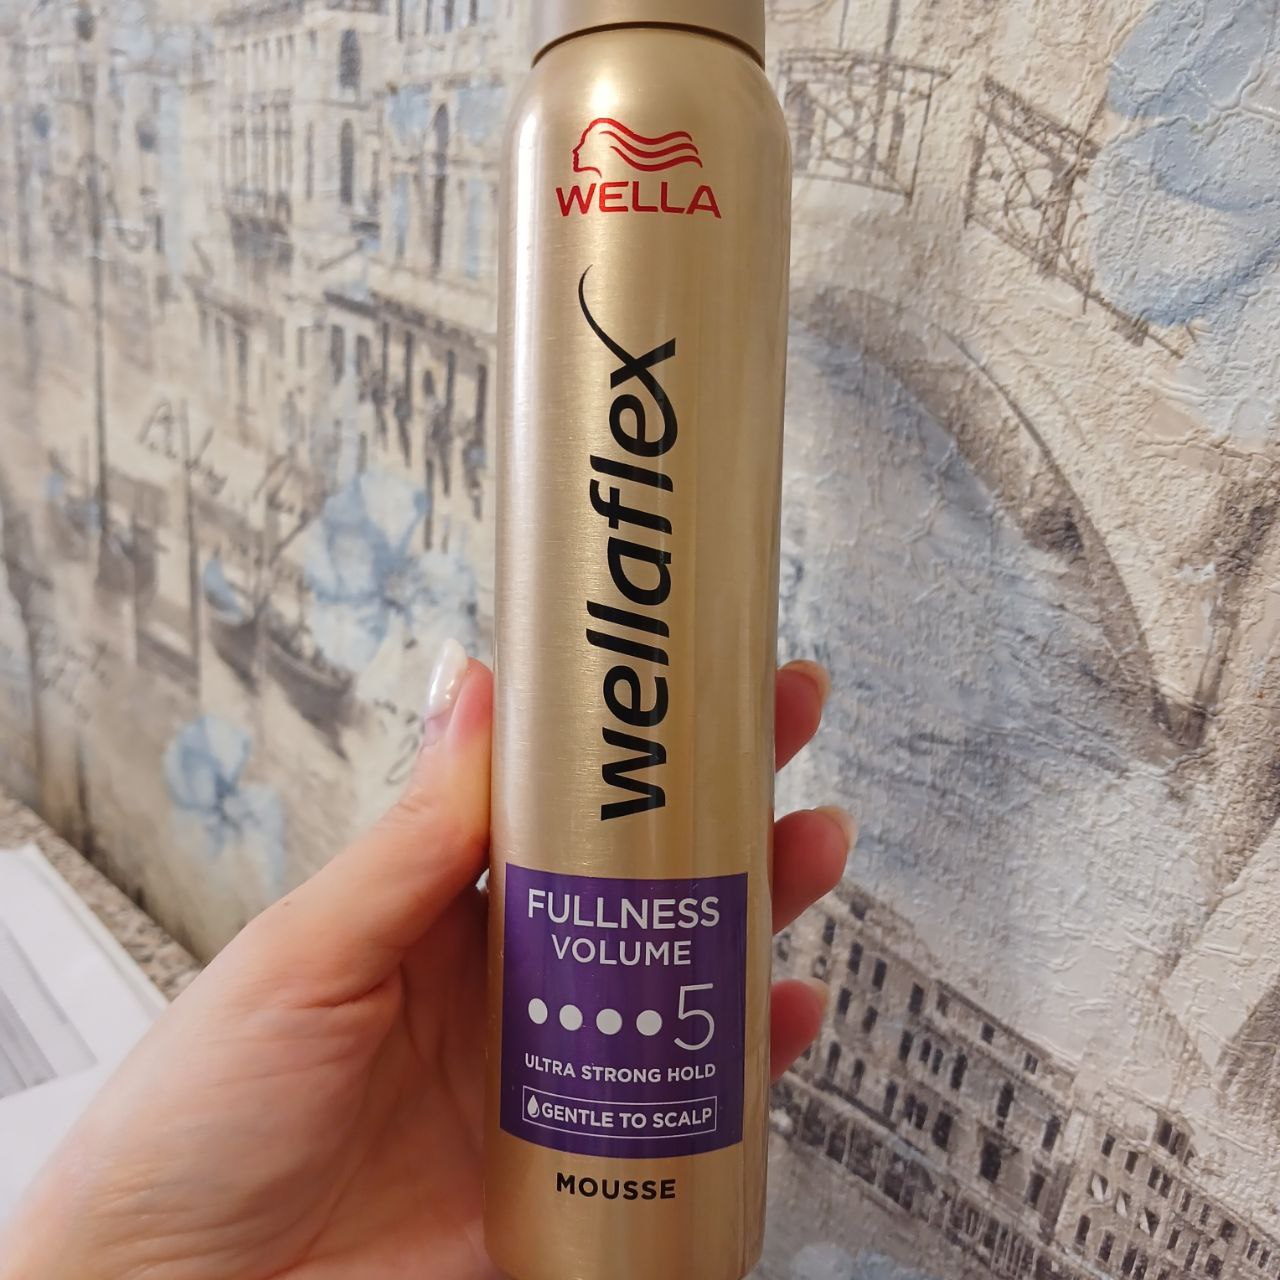 WELLA
wellaflex
FULLNESS
VOLUME
5
ULTRA STRONG HOLD
GENTLE TO SCALP
MOUSSE